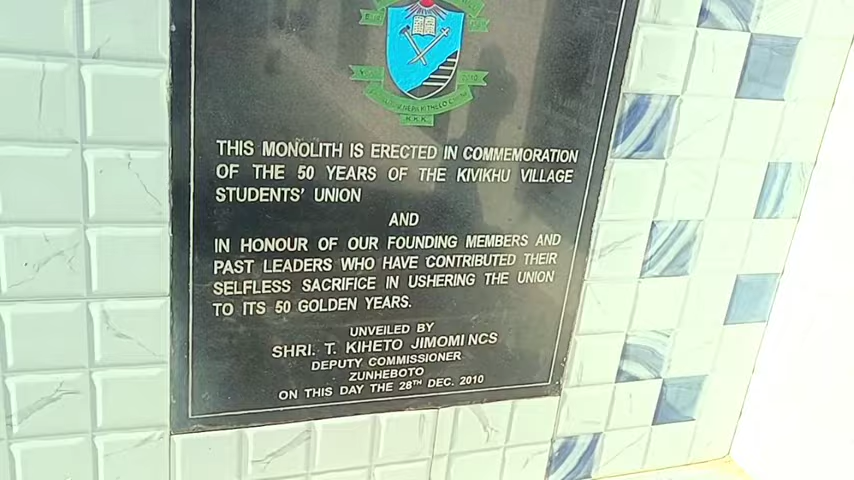 THIS MONOLITH IS ERECTED IN COMMEMORATION
OF THE 50 YEARS OF THE KIVIKHU VILLAGE
STUDENTS' UNION
AND
IN HONOUR OF OUR FOUNDING MEMBERS AND
PAST LEADERS WHO HAVE CONTRIBUTED THEIR
SELFLESS SACRIFICE IN USHERING THE UNION
TO ITS 50 GOLDEN YEARS.
UNVEILED BY
SHRI. T. KIHETO JIMOMI NCS
DEPUTY COMMISSIONER
ZUNHEBOTO
ON THIS DAY THE 28TH DEC. 2010